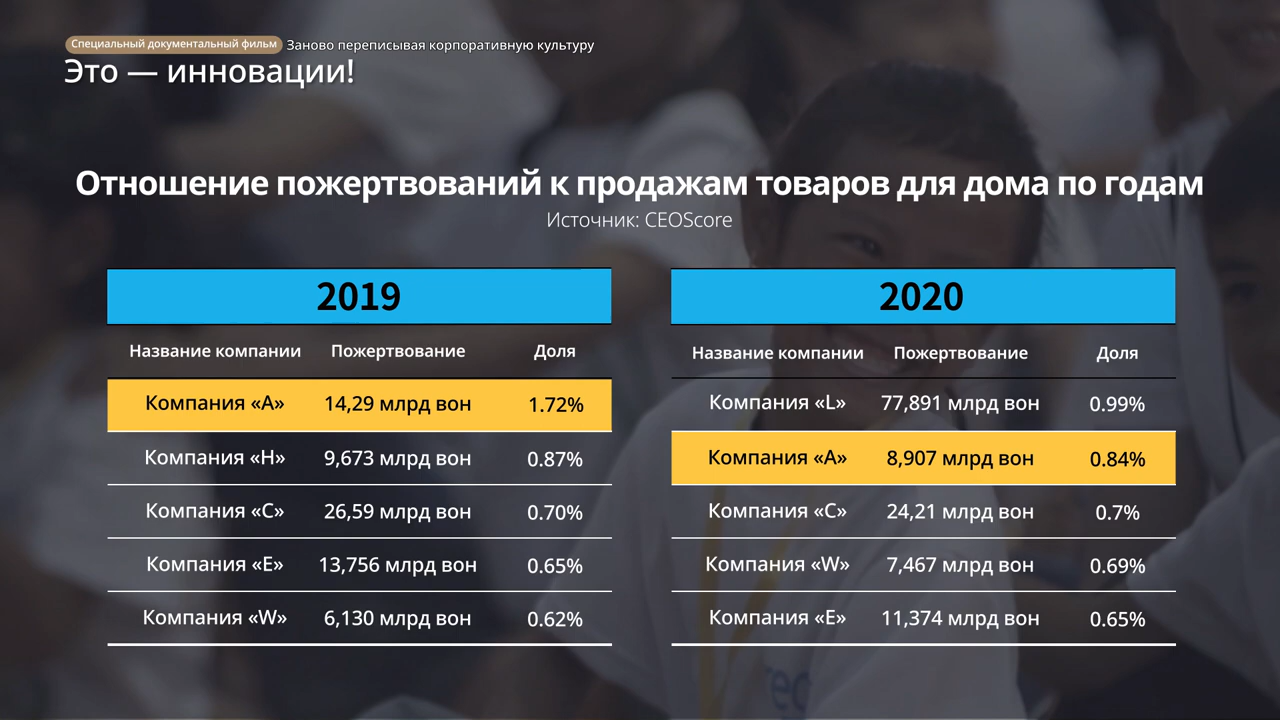 Специальный документальный фильм Заново переписывая корпоративную культуру
Это — инновации!
Отношение пожертвований к продажам товаров для дома по годам
Источник: CEOScore
2019
Название компании Пожертвование Доля
Компания «A» 14,29 млрд вон 1.72%
Компания «H» 9,673 млрд вон 0.87%
Компания «C» 26,59 млрд вон 0.70%
Компания «E» 13,756 млрд вон 0.65%
Компания «W» 6,130 млрд вон 0.62%
2020
Название компании Пожертвование Доля
Компания «L» 77,891 млрд вон 0.99%
Компания «A» 8,907 млрд вон 0.84%
Компания «C» 24,21 млрд вон 0.7%
Компания «W» 7,467 млрд вон 0.69%
Компания «E» 11,374 млрд вон 0.65%